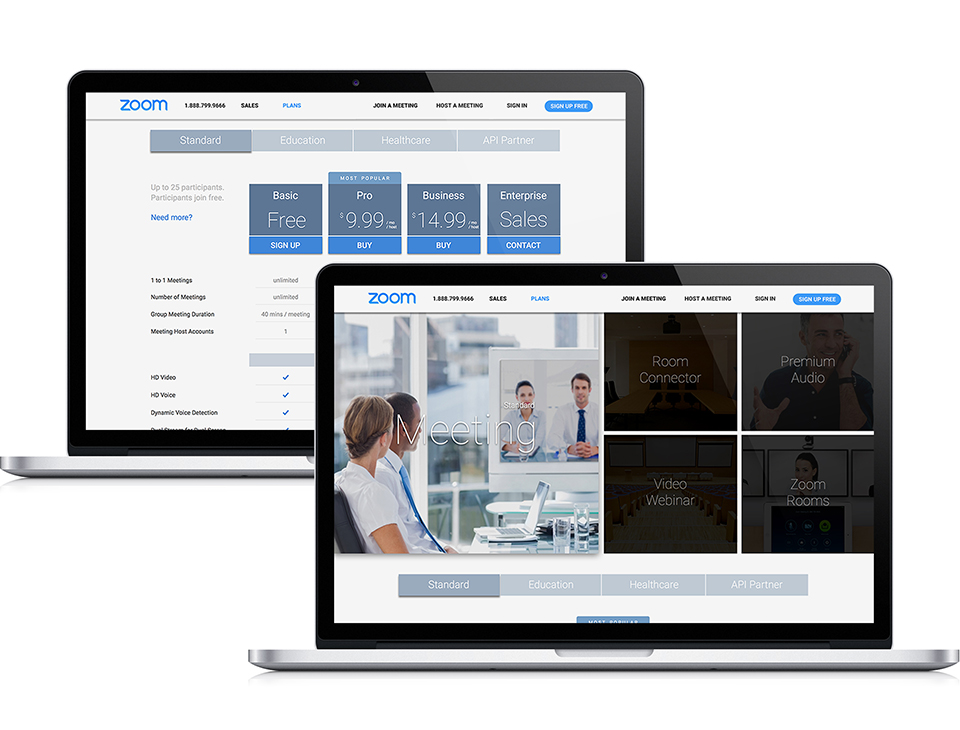 zoom 1.888.799.9666 SALES PLANS JOIN A MEETING HOST A MEETING SIGN IN SIGN UP FREE
Standard Education Healthcare API Partner
Up to 25 participants.
Participants join free.
Need more?
MOST POPULAR
Basic Pro Business Enterprise
Free $9.99 /mo /host $14.99 /mo /host Sales
SIGN UP BUY BUY CONTACT
1 to 1 Meetings unlimited
Number of Meetings unlimited
Group Meeting Duration 40 mins / meeting
Meeting Host Accounts 1
HD Video
HD Voice
Dynamic Voice Detection
Dual Stream for Dual Screen
zoom 1.888.799.9666 SALES PLANS JOIN A MEETING HOST A MEETING SIGN IN SIGN UP FREE
Standard
Meeting
Room
Connector
Premium
Audio
Video
Webinar
Zoom
Rooms
Standard Education Healthcare API Partner
MOST POPULAR